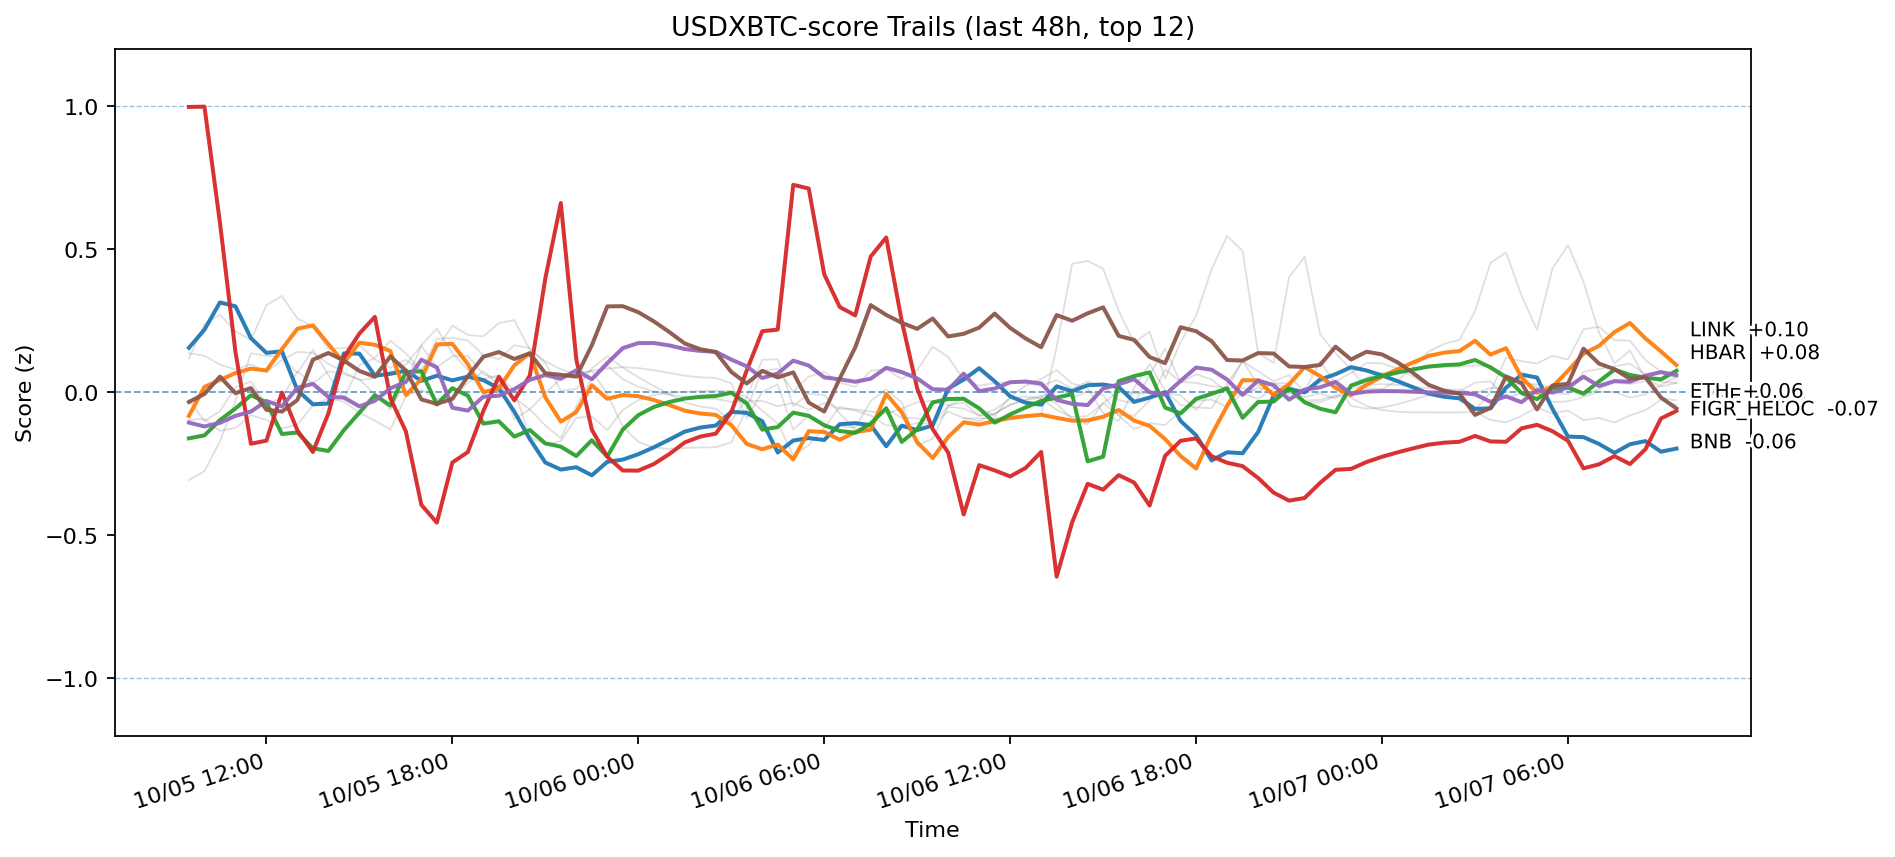 USDXBTC-score Trails (last 48h, top 12)
Score (z)
1.0
0.5
0.0
−0.5
−1.0
LINK +0.10
HBAR +0.08
ETH +0.06
FIGR_HELOC -0.07
BNB -0.06
10/05 12:00
10/05 18:00
10/06 00:00
10/06 06:00
10/06 12:00
10/06 18:00
10/07 00:00
10/07 06:00
Time